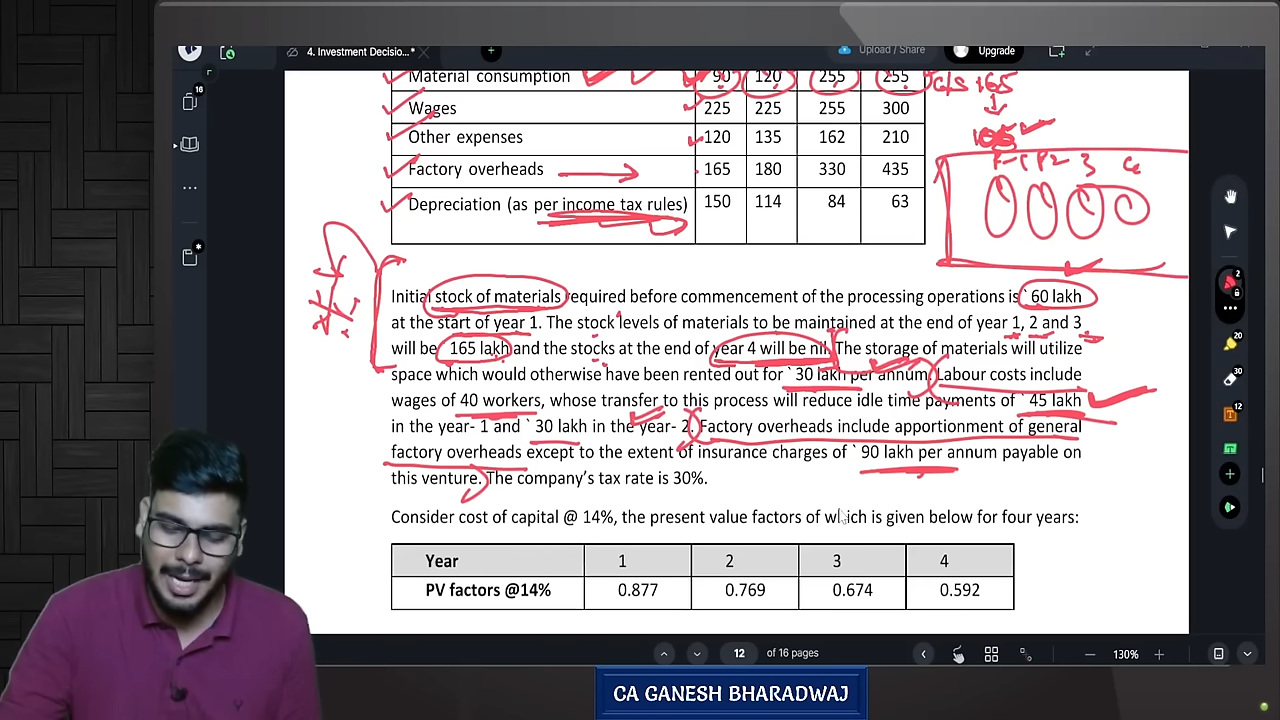 4. Investment Decisio...*
Upload / Share
Upgrade
16
Material consumption 90 120 255 255
Wages 225 225 255 300
Other expenses 120 135 162 210
Factory overheads 165 180 330 435
Depreciation (as per income tax rules) 150 114 84 63
C/S 165
F-1 P2 3
Initial stock of materials required before commencement of the processing operations is `60 lakh
at the start of year 1. The stock levels of materials to be maintained at the end of year 1, 2 and 3
will be `165 lakh and the stocks at the end of year 4 will be nil. The storage of materials will utilize
space which would otherwise have been rented out for `30 lakh per annum. Labour costs include
wages of 40 workers, whose transfer to this process will reduce idle time payments of `45 lakh
in the year- 1 and `30 lakh in the year- 2. Factory overheads include apportionment of general
factory overheads except to the extent of insurance charges of `90 lakh per annum payable on
this venture. The company’s tax rate is 30%.
Consider cost of capital @ 14%, the present value factors of which is given below for four years:
Year 1 2 3 4
PV factors @14% 0.877 0.769 0.674 0.592
2
20
30
12
12 of 16 pages
130%
CA GANESH BHARADWAJ